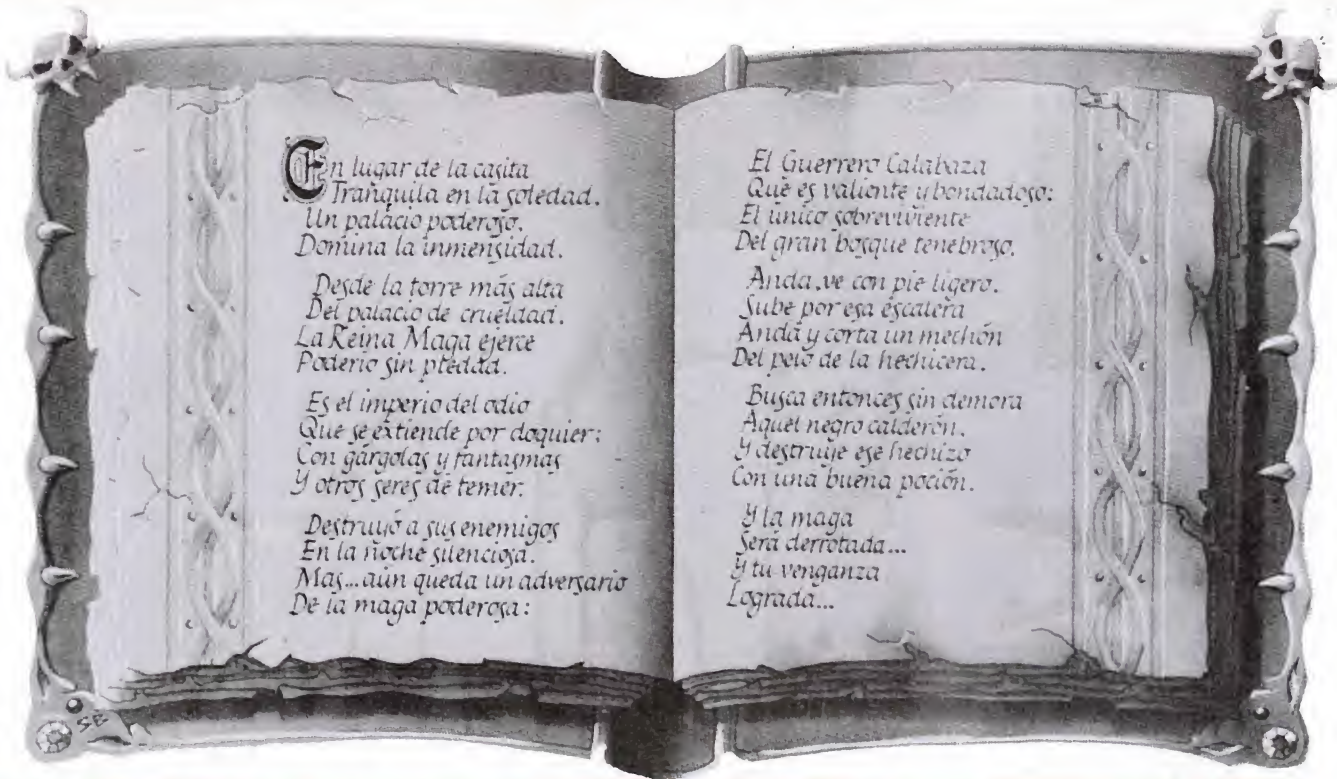 En lugar de la casita
Tranquila en la soledad.
Un palacio poderoso.
Domina la inmensidad.
Desde la torre más alta
Del palacio de crueldad.
La Reina Maga ejerce
Poderío sin piedad.
Es el imperio del odio
Que se extiende por doquier:
Con gárgolas y fantasmas
Y otros seres de temer.
Destruyó a sus enemigos
En la noche silenciosa.
Mas...aún queda un adversario
De la maga poderosa:
El Guerrero Calabaza
Que es valiente y bondadoso:
El único sobreviviente
Del gran bosque tenebroso.
Anda, ve con pie ligero.
Sube por esa escalera
Anda y corta un mechón
Del pelo de la hechicera.
Busca entonces sin demora
Aquel negro calderón.
Y destruye ese hechizo
Con una buena poción.
Y la maga
Será derrotada...
Y tu venganza
Lograda...
SB